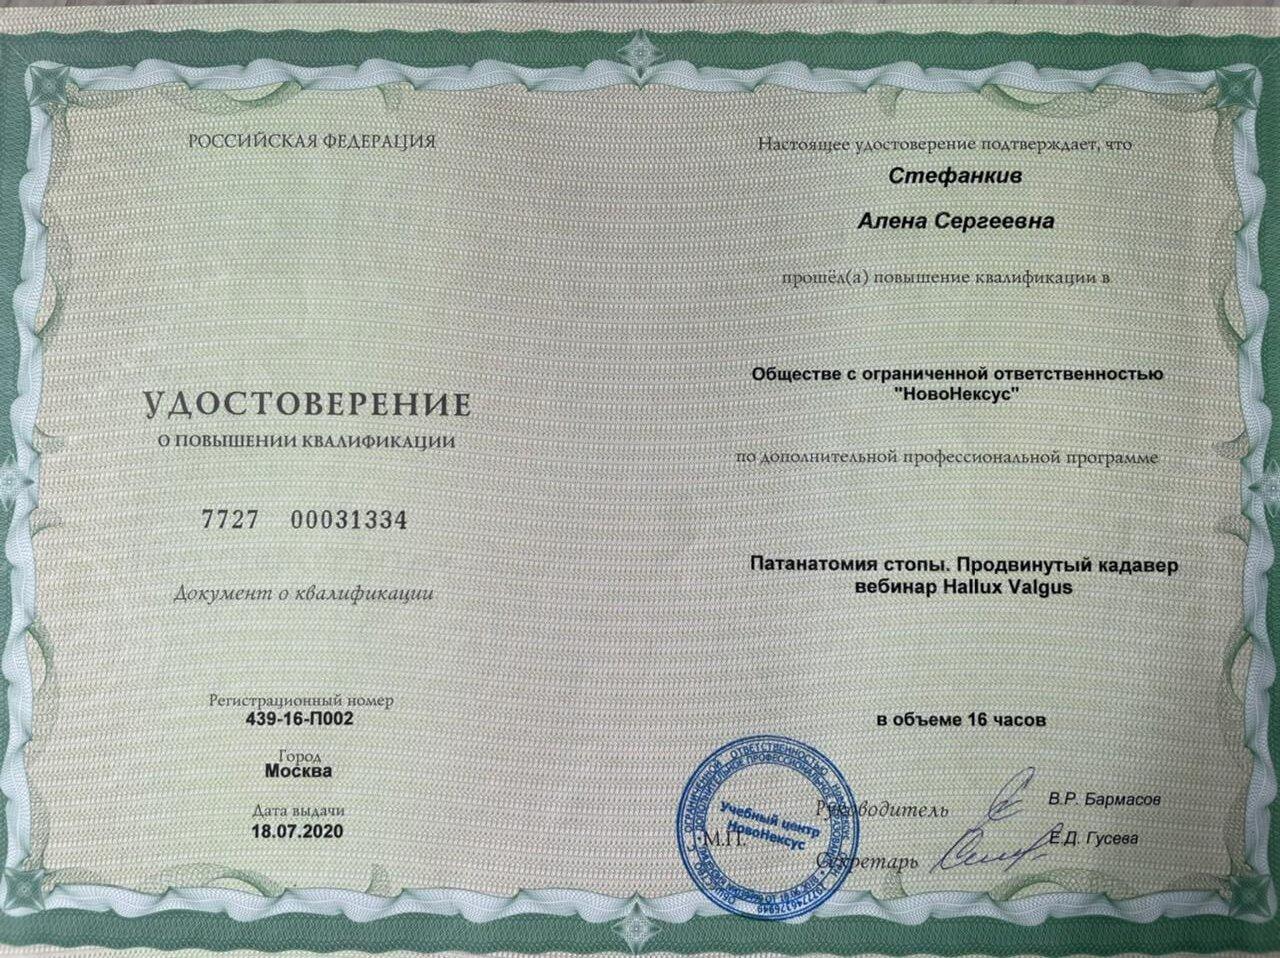 РОССИЙСКАЯ ФЕДЕРАЦИЯ
УДОСТОВЕРЕНИЕ
О ПОВЫШЕНИИ КВАЛИФИКАЦИИ
7727 00031334
Документ о квалификации
Регистрационный номер
439-16-П002
Город
Москва
Дата выдачи
18.07.2020
Настоящее удостоверение подтверждает, что
Стефанкив
Алена Сергеевна
прошёл(а) повышение квалификации в
Обществе с ограниченной ответственностью
"НовоНексус"
по дополнительной профессиональной программе
Патанатомия стопы. Продвинутый кадавер
вебинар Hallux Valgus
в объеме 16 часов
Руководитель
В.Р. Бармасов
М.П.
Секретарь
Е.Д. Гусева
Учебный центр
НовоНексус